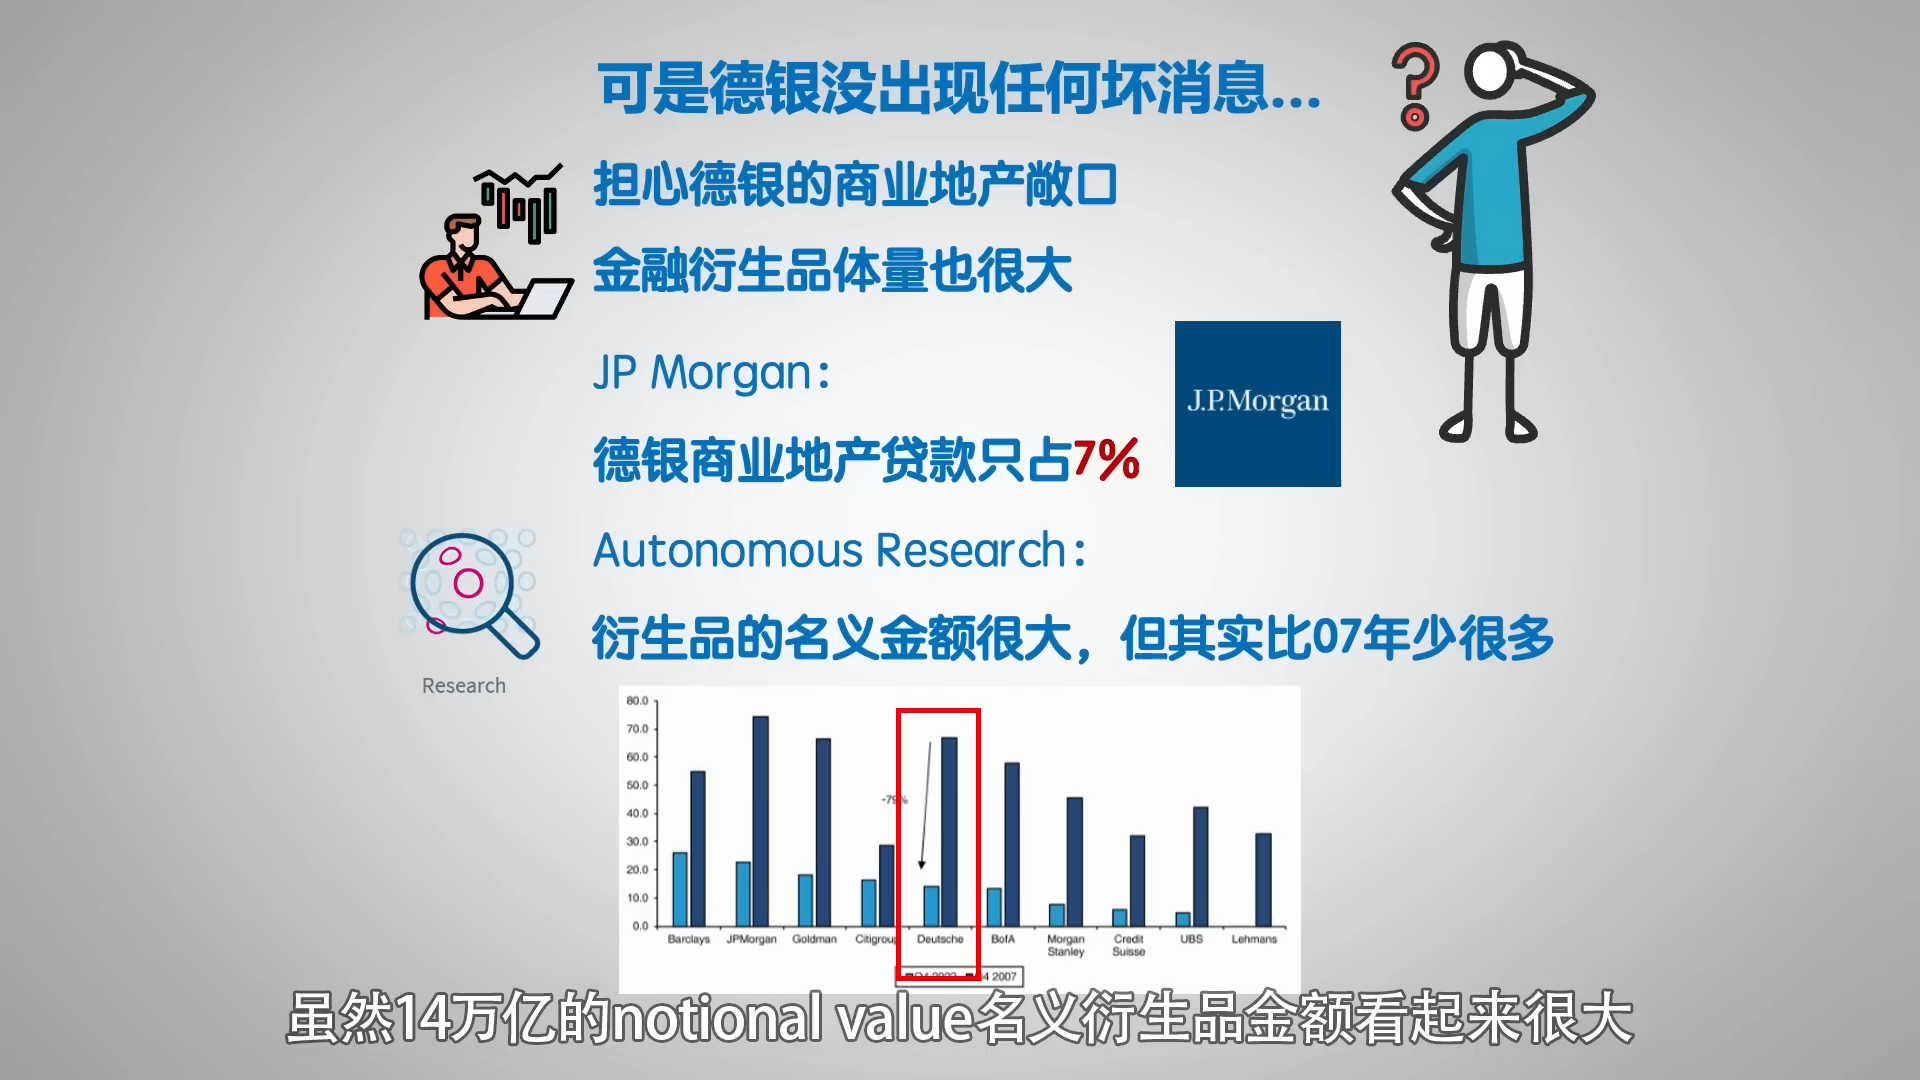 可是德银没出现任何坏消息...
担心德银的商业地产敞口
金融衍生品体量也很大
JP Morgan：
J.P.Morgan
德银商业地产贷款只占7%
Autonomous Research：
衍生品的名义金额很大，但其实比07年少很多
Research
80.0
70.0
60.0
50.0
40.0
30.0
20.0
10.0
0.0
-79%
Barclays JPMorgan Goldman Citigroup Deutsche BofA Morgan Stanley Credit Suisse UBS Lehmans
Q4 2022 Q4 2007
虽然14万亿的notional value名义衍生品金额看起来很大